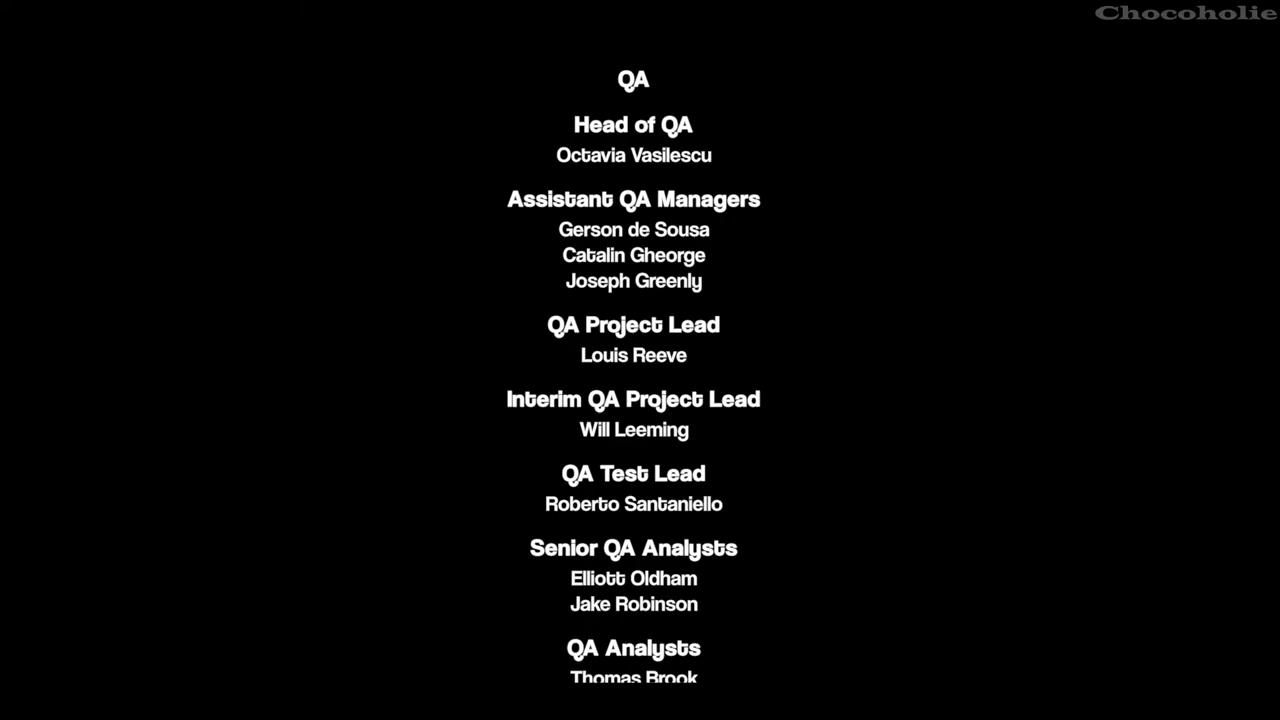 Chocoholie
QA
Head of QA
Octavia Vasilescu
Assistant QA Managers
Gerson de Sousa
Catalin Gheorge
Joseph Greenly
QA Project Lead
Louis Reeve
Interim QA Project Lead
Will Leeming
QA Test Lead
Roberto Santaniello
Senior QA Analysts
Elliott Oldham
Jake Robinson
QA Analysts
Thomas Brook